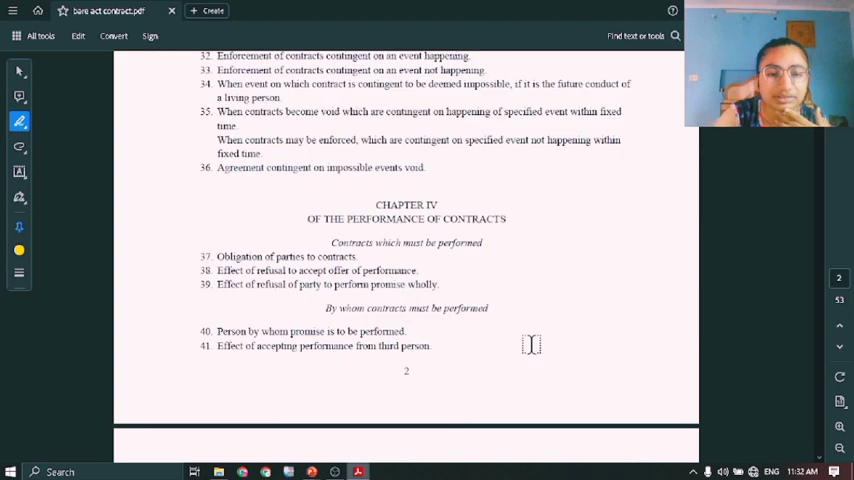 bare act contract.pdf
Create
All tools
Edit
Convert
Sign
Find text or tools
32. Enforcement of contracts contingent on an event happening.
33. Enforcement of contracts contingent on an event not happening.
34. When event on which contract is contingent to be deemed impossible, if it is the future conduct of
a living person.
35. When contracts become void which are contingent on happening of specified event within fixed
time.
When contracts may be enforced, which are contingent on specified event not happening within
fixed time.
36. Agreement contingent on impossible events void.
CHAPTER IV
OF THE PERFORMANCE OF CONTRACTS
Contracts which must be performed
37. Obligation of parties to contracts.
38. Effect of refusal to accept offer of performance.
39. Effect of refusal of party to perform promise wholly.
By whom contracts must be performed
40. Person by whom promise is to be performed.
41. Effect of accepting performance from third person.
2
2
53
Search
ENG
11:32 AM